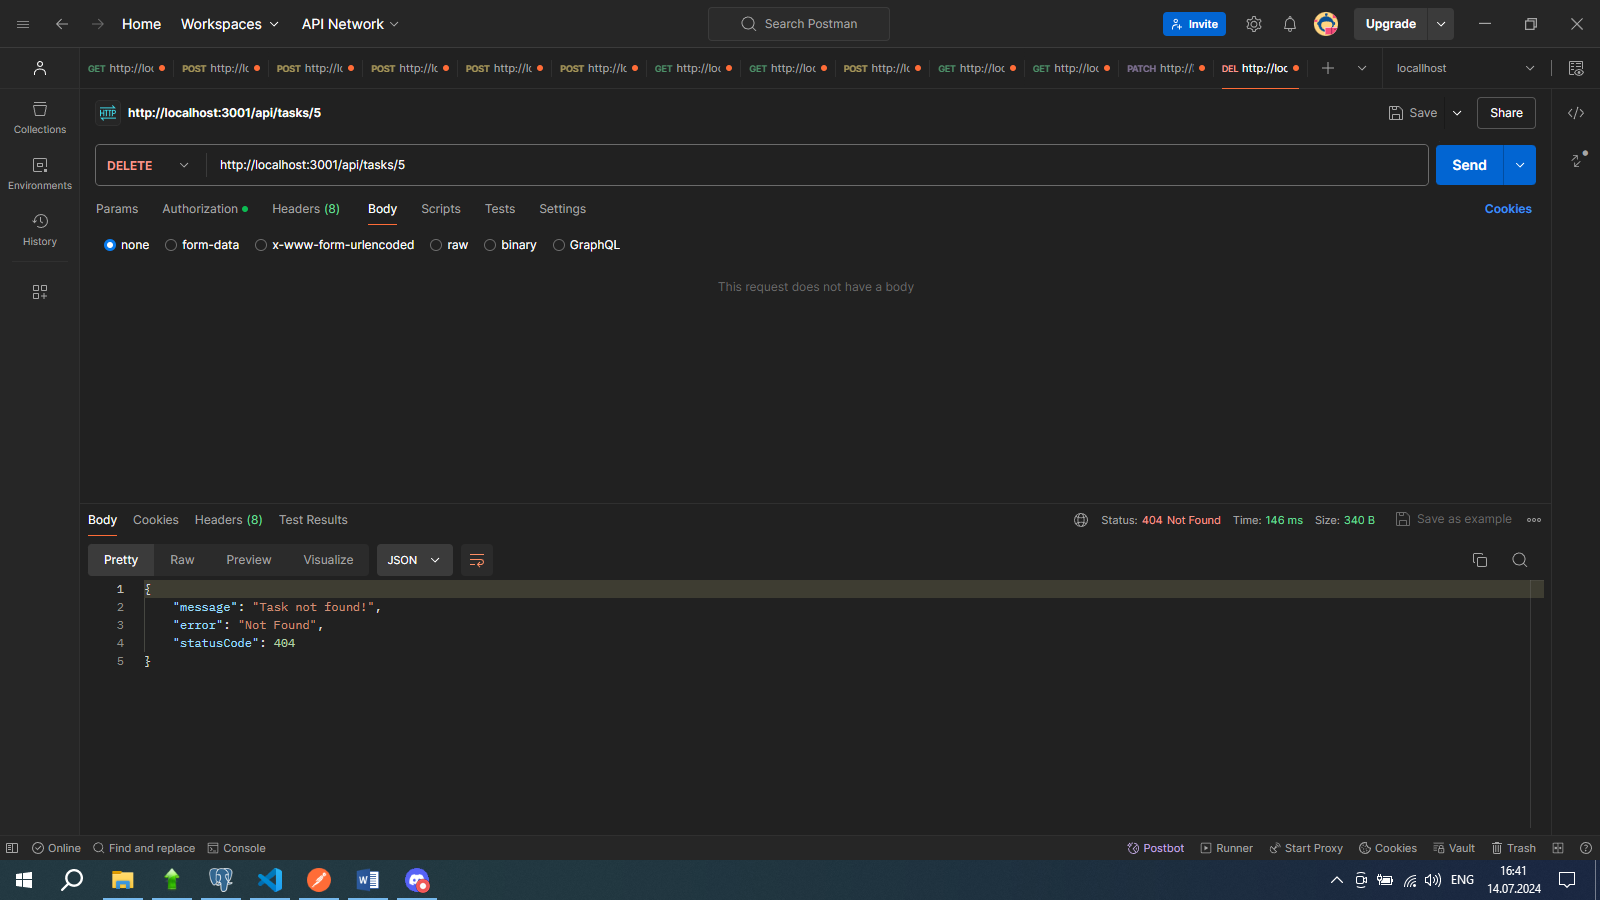 Home Workspaces API Network Search Postman Invite Upgrade
GET http://loc POST http://lo POST http://lo POST http://lo POST http://lo POST http://lo GET http://loc GET http://loc POST http://lo GET http://loc GET http://loc PATCH http:// DEL http://loc localhost
HTTP http://localhost:3001/api/tasks/5 Save Share
Collections
DELETE http://localhost:3001/api/tasks/5 Send
Environments
Params Authorization Headers (8) Body Scripts Tests Settings Cookies
History
none form-data x-www-form-urlencoded raw binary GraphQL
This request does not have a body
Body Cookies Headers (8) Test Results Status: 404 Not Found Time: 146 ms Size: 340 B Save as example
Pretty Raw Preview Visualize JSON
1 {
2 "message": "Task not found!",
3 "error": "Not Found",
4 "statusCode": 404
5 }
Online Find and replace Console Postbot Runner Start Proxy Cookies Vault Trash
ENG 16:41
14.07.2024